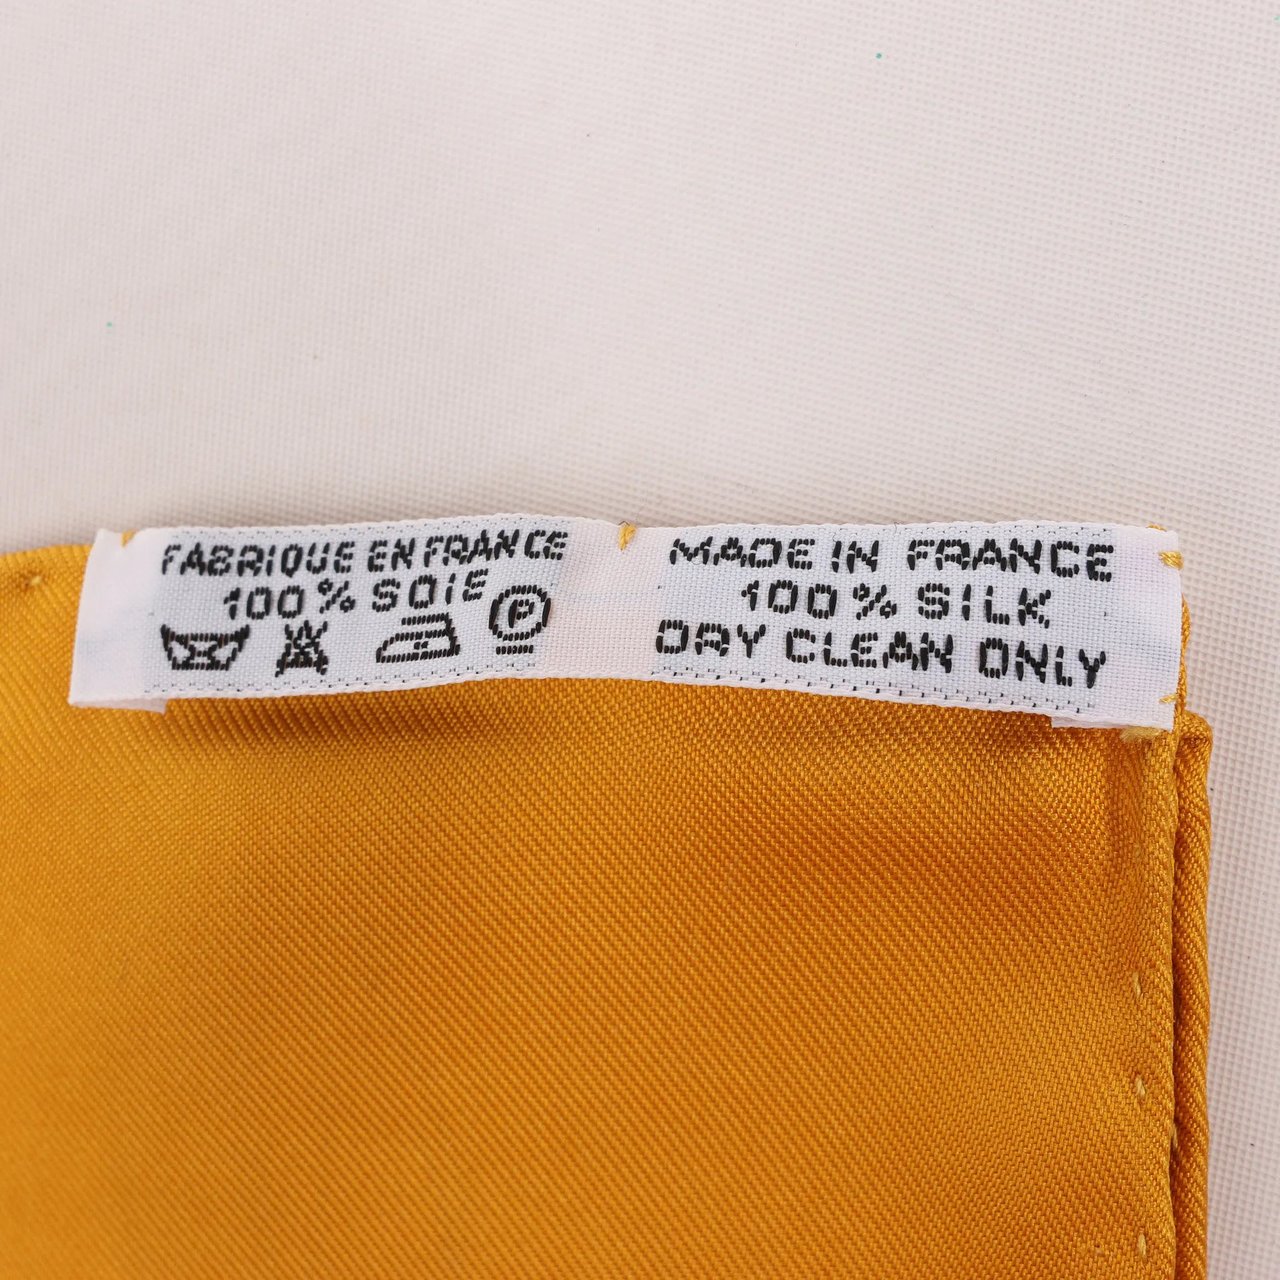 FABRIQUE EN FRANCE
100% SOIE
P
MADE IN FRANCE
100% SILK
DRY CLEAN ONLY